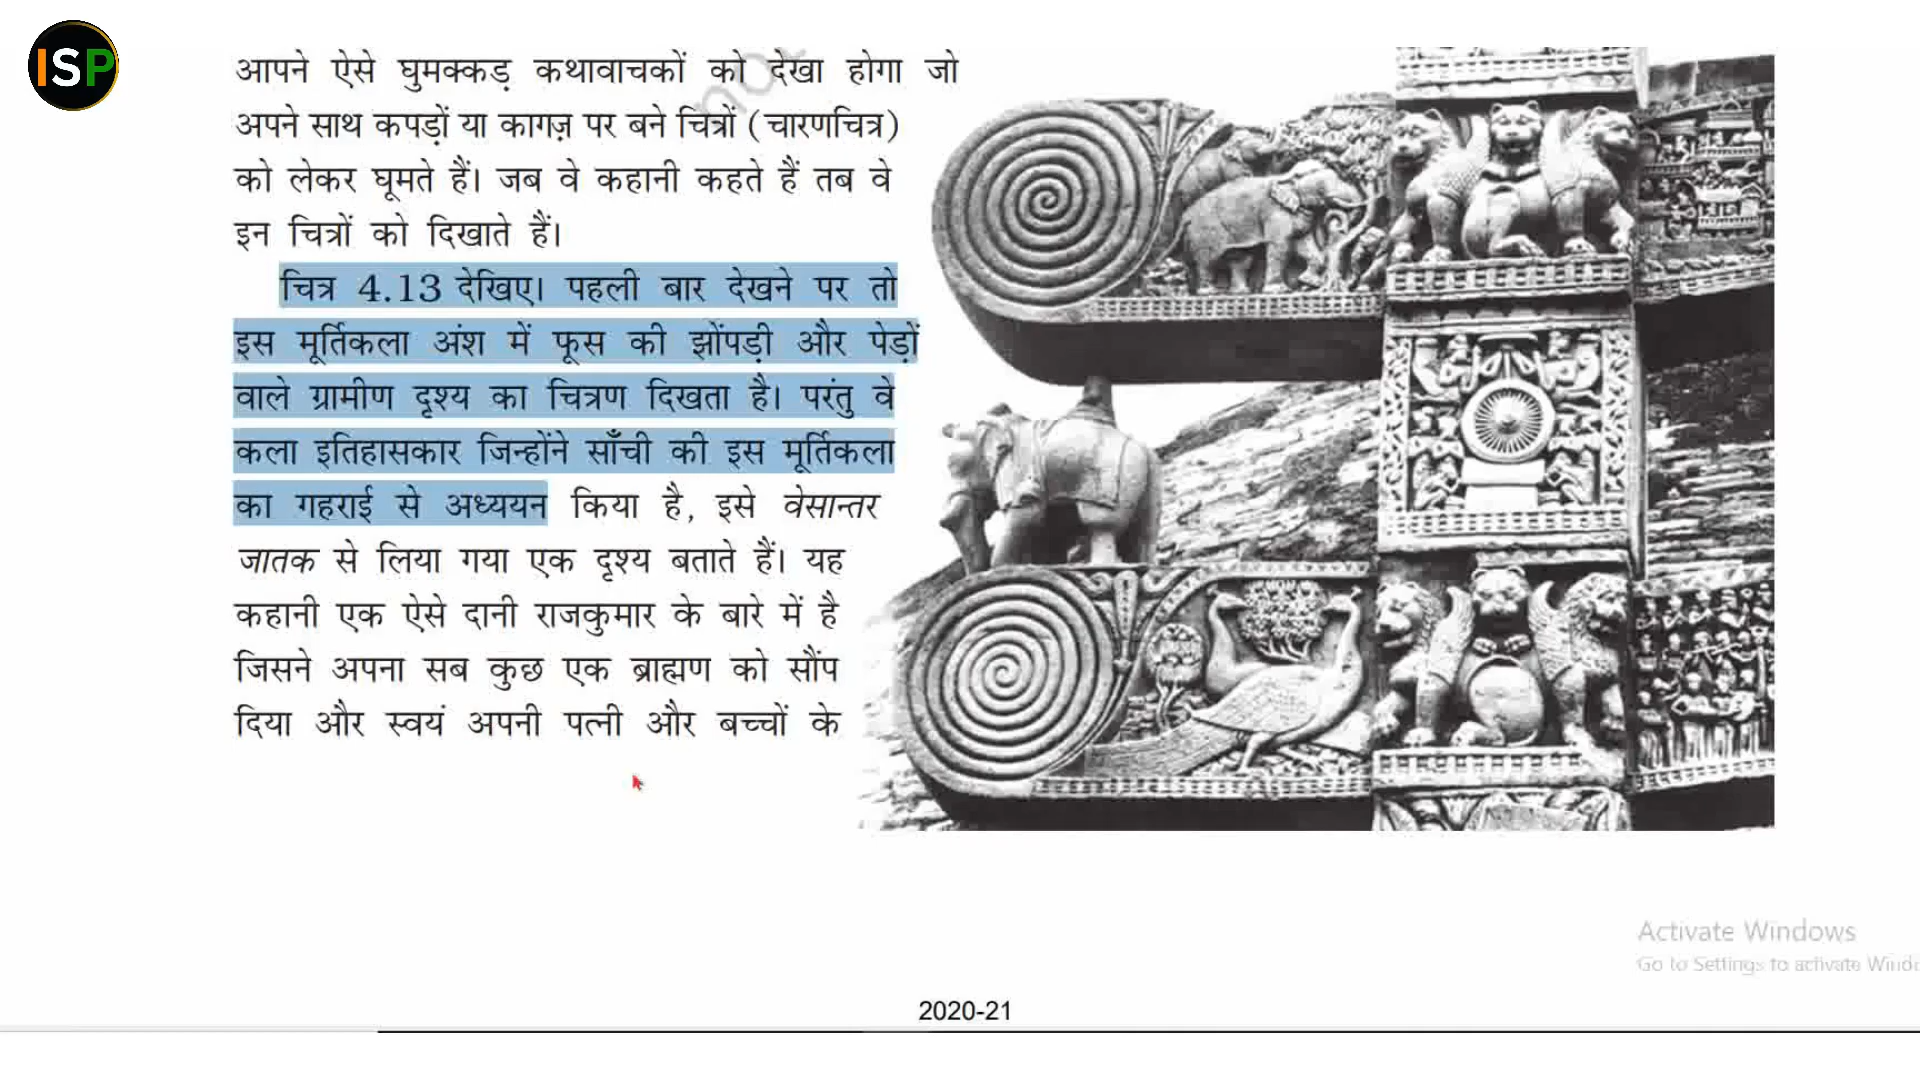 ISP
आपने ऐसे घुमक्कड़ कथावाचकों को देखा होगा जो
अपने साथ कपड़ों या कागज़ पर बने चित्रों (चारणचित्र)
को लेकर घूमते हैं। जब वे कहानी कहते हैं तब वे
इन चित्रों को दिखाते हैं।
चित्र 4.13 देखिए। पहली बार देखने पर तो
इस मूर्तिकला अंश में फूस की झोंपड़ी और पेड़ों
वाले ग्रामीण दृश्य का चित्रण दिखता है। परंतु वे
कला इतिहासकार जिन्होंने साँची की इस मूर्तिकला
का गहराई से अध्ययन किया है, इसे वेसान्तर
जातक से लिया गया एक दृश्य बताते हैं। यह
कहानी एक ऐसे दानी राजकुमार के बारे में है
जिसने अपना सब कुछ एक ब्राह्मण को सौंप
दिया और स्वयं अपनी पत्नी और बच्चों के
not
Activate Windows
Go to Settings to activate Windo
2020-21